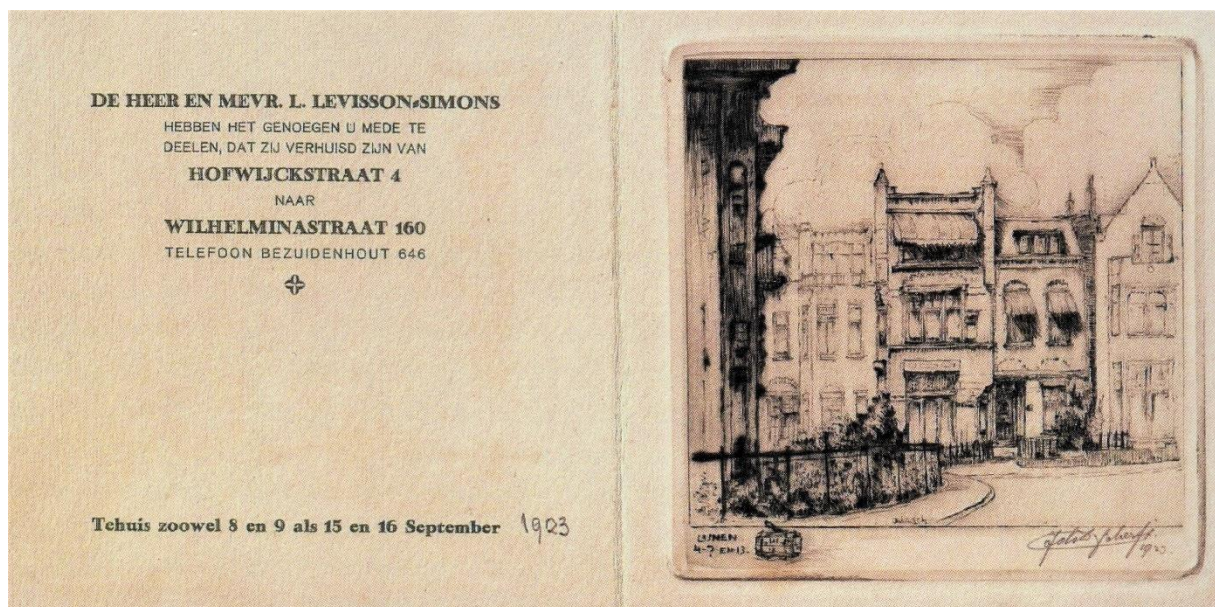 DE HEER EN MEVR. L. LEVISSON-SIMONS
HEBBEN HET GENOEGEN U MEDE TE
DEELEN, DAT ZIJ VERHUISD ZIJN VAN
HOFWIJCKSTRAAT 4
NAAR
WILHELMINASTRAAT 160
TELEFOON BEZUIDENHOUT 646
Tehuis zoowel 8 en 9 als 15 en 16 September 1923
LIJNEN
4-7 EN 13.
1923